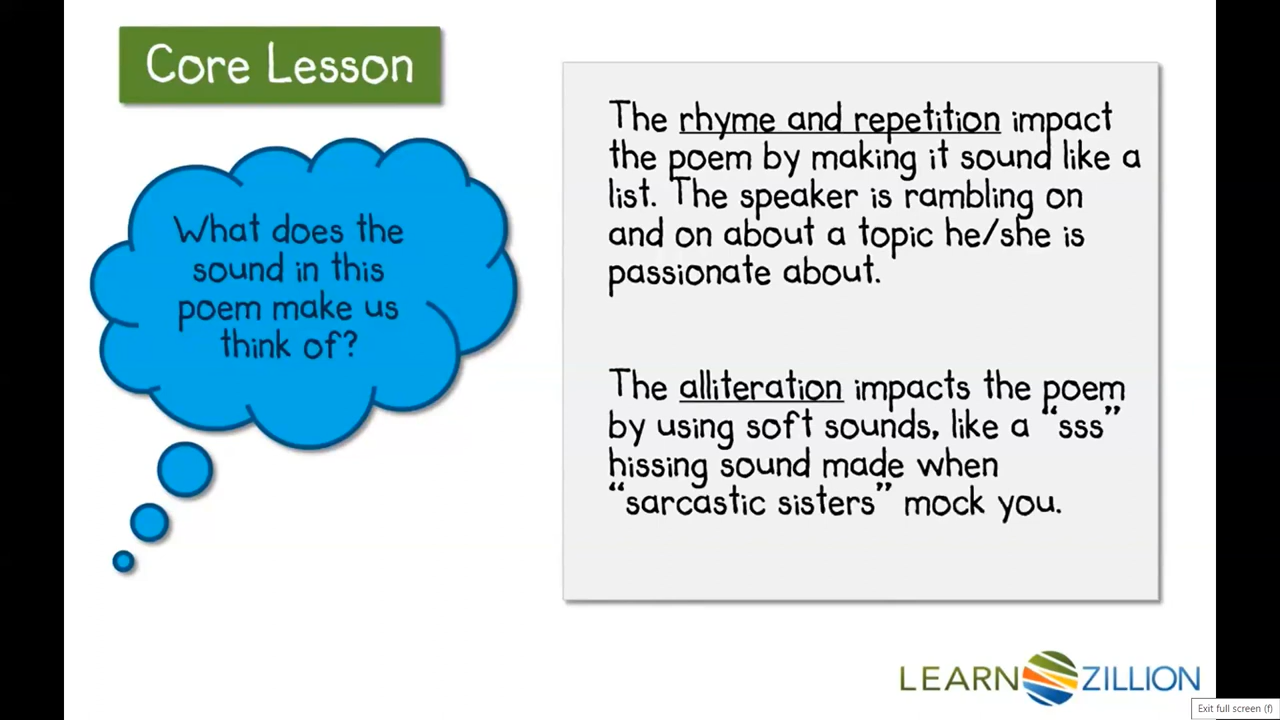 Core Lesson
What does the
sound in this
poem make us
think of?
The rhyme and repetition impact
the poem by making it sound like a
list. The speaker is rambling on
and on about a topic he/she is
passionate about.
The alliteration impacts the poem
by using soft sounds, like a “sss”
hissing sound made when
“sarcastic sisters” mock you.
LEARN ZILLION
Exit full screen (f)